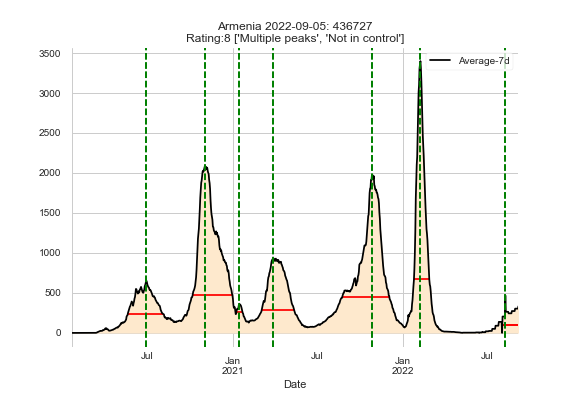 Armenia 2022-09-05: 436727
Rating:8 ['Multiple peaks', 'Not in control']
Average-7d
3500
3000
2500
2000
1500
1000
500
0
Jul
Jan
2021
Jul
Jan
2022
Jul
Date